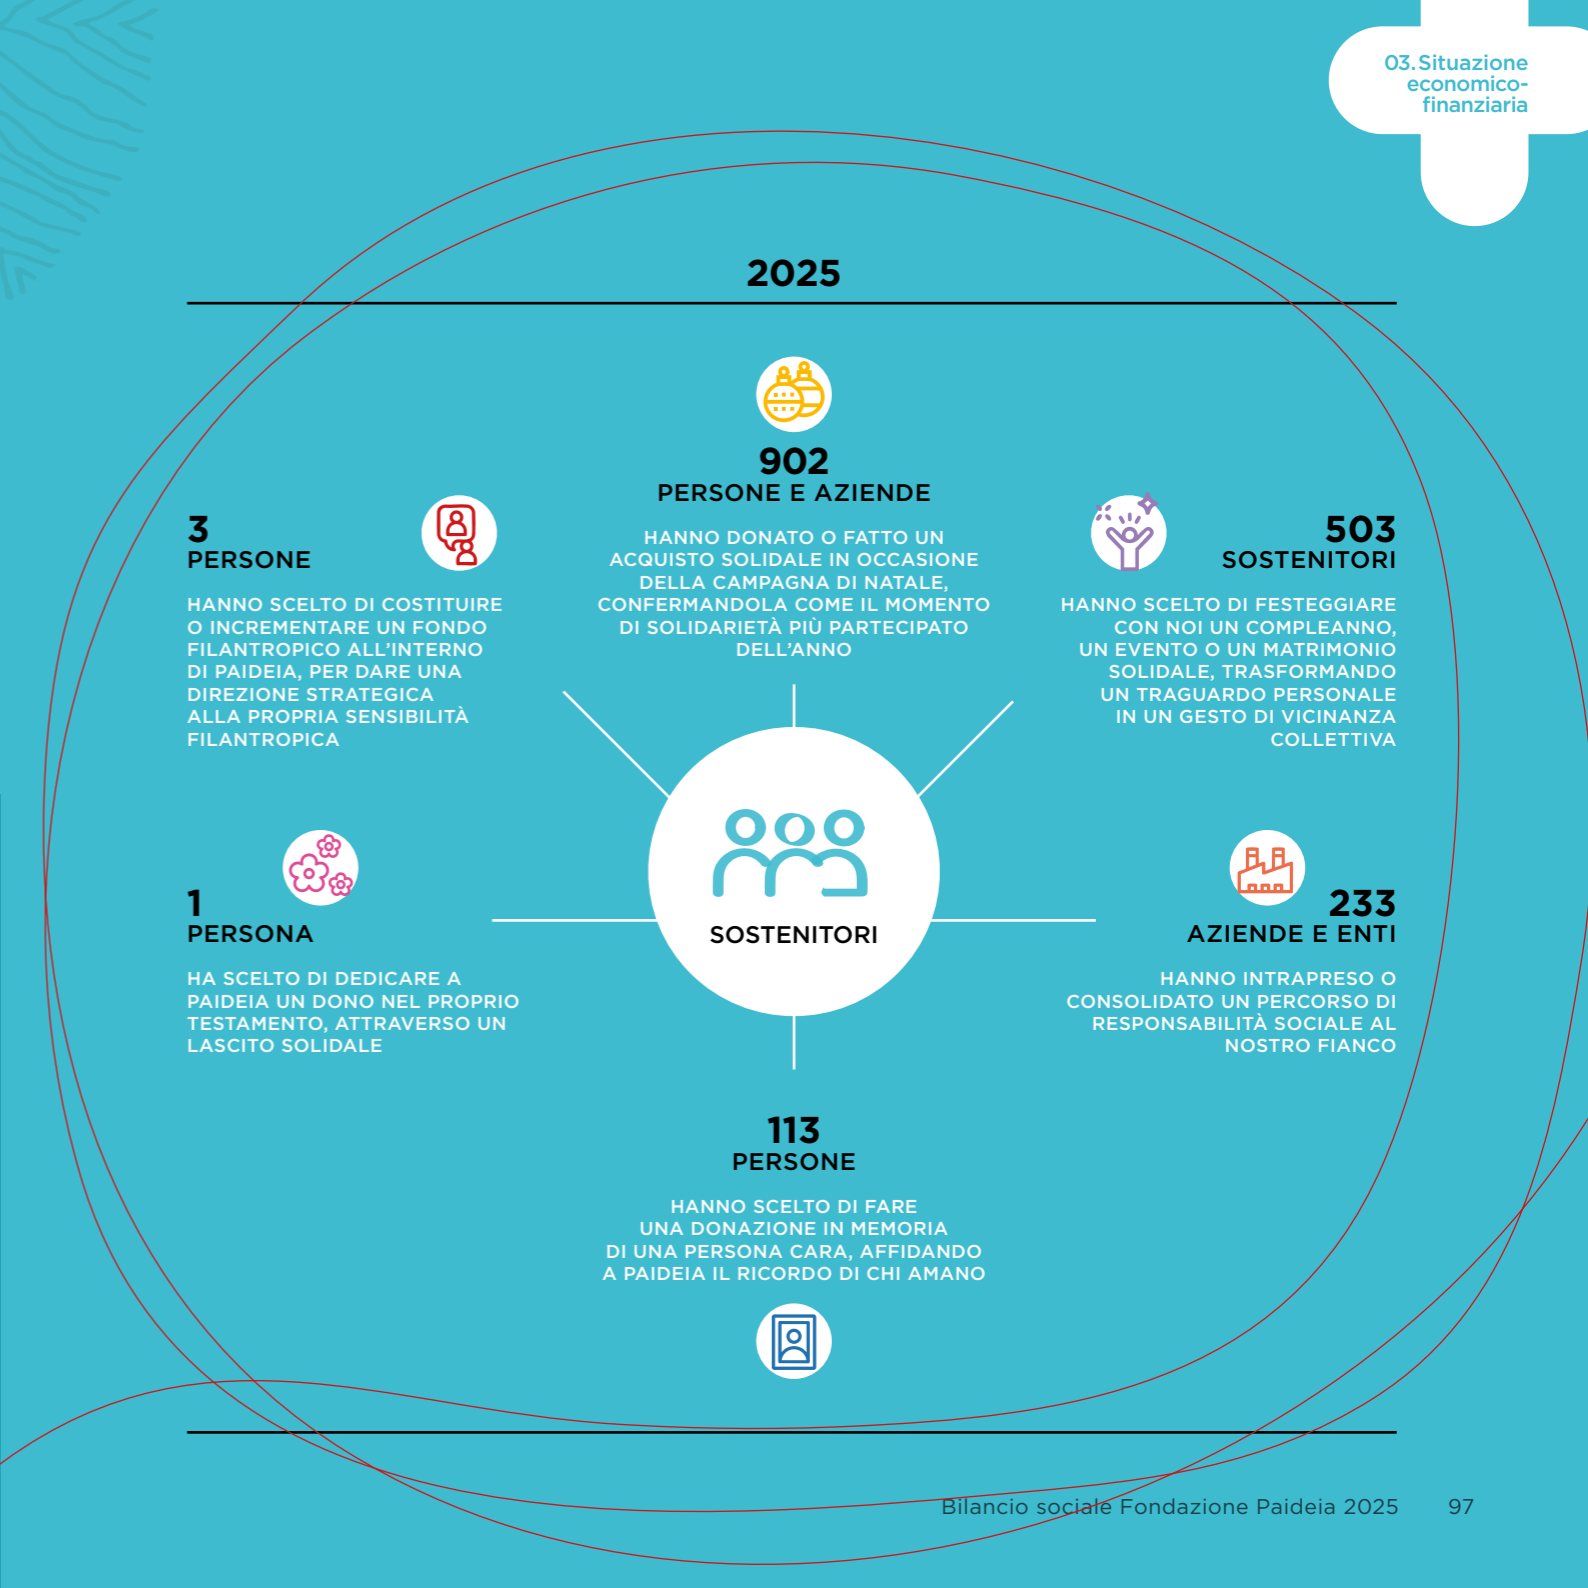 03. Situazione
economico-
finanziaria
2025
902
PERSONE E AZIENDE
HANNO DONATO O FATTO UN
ACQUISTO SOLIDALE IN OCCASIONE
DELLA CAMPAGNA DI NATALE,
CONFERMANDOLA COME IL MOMENTO
DI SOLIDARIETÀ PIÙ PARTECIPATO
DELL'ANNO
3
PERSONE
HANNO SCELTO DI COSTITUIRE
O INCREMENTARE UN FONDO
FILANTROPICO ALL'INTERNO
DI PAIDEIA, PER DARE UNA
DIREZIONE STRATEGICA
ALLA PROPRIA SENSIBILITÀ
FILANTROPICA
503
SOSTENITORI
HANNO SCELTO DI FESTEGGIARE
CON NOI UN COMPLEANNO,
UN EVENTO O UN MATRIMONIO
SOLIDALE, TRASFORMANDO
UN TRAGUARDO PERSONALE
IN UN GESTO DI VICINANZA
COLLETTIVA
SOSTENITORI
1
PERSONA
HA SCELTO DI DEDICARE A
PAIDEIA UN DONO NEL PROPRIO
TESTAMENTO, ATTRAVERSO UN
LASCITO SOLIDALE
233
AZIENDE E ENTI
HANNO INTRAPRESO O
CONSOLIDATO UN PERCORSO DI
RESPONSABILITÀ SOCIALE AL
NOSTRO FIANCO
113
PERSONE
HANNO SCELTO DI FARE
UNA DONAZIONE IN MEMORIA
DI UNA PERSONA CARA, AFFIDANDO
A PAIDEIA IL RICORDO DI CHI AMANO
Bilancio sociale Fondazione Paideia 2025 97